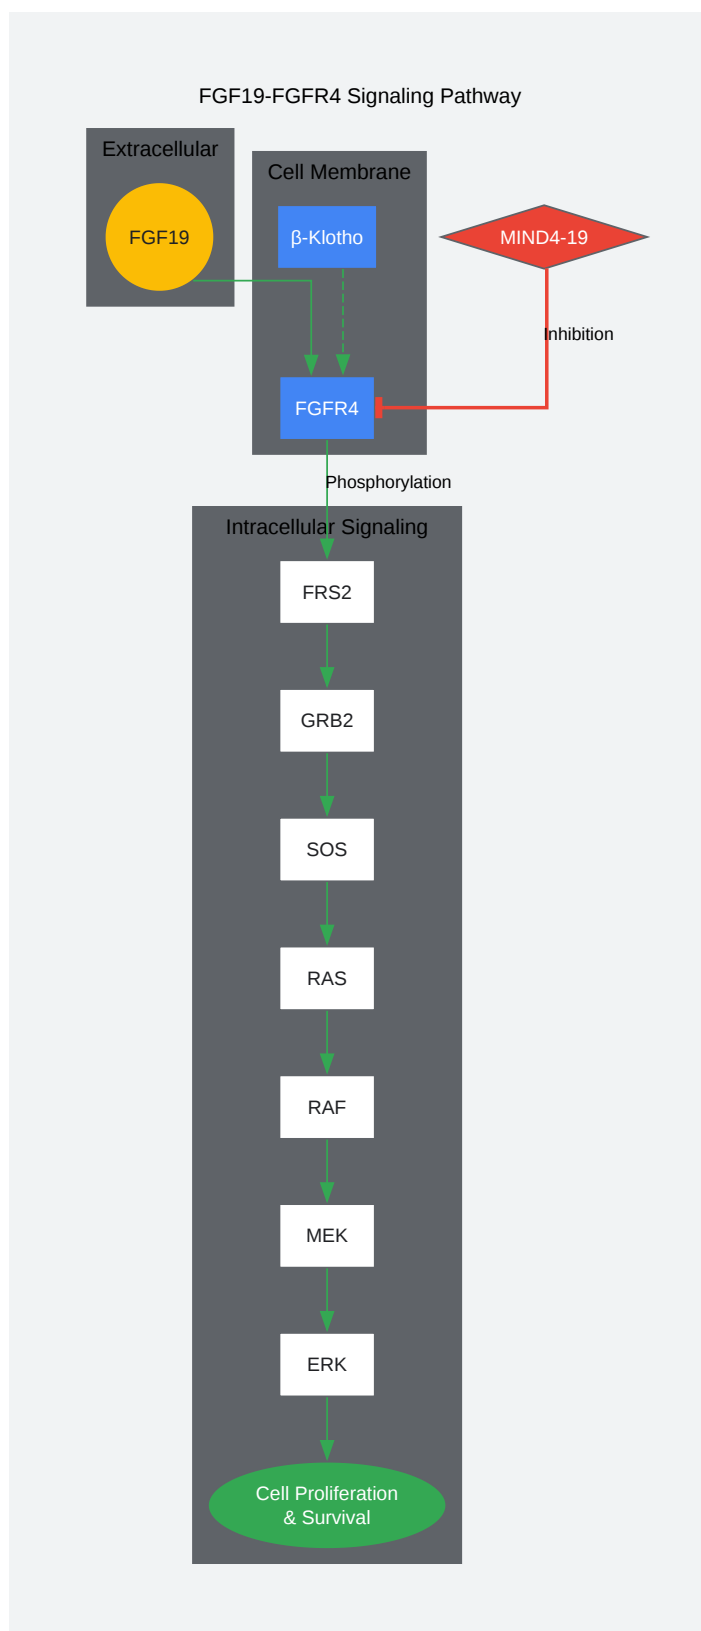 FGF19-FGFR4 Signaling Pathway
Extracellular
Cell Membrane
FGF19
β-Klotho
MIND4-19
Inhibition
FGFR4
Phosphorylation
Intracellular Signaling
FRS2
GRB2
SOS
RAS
RAF
MEK
ERK
Cell Proliferation
& Survival